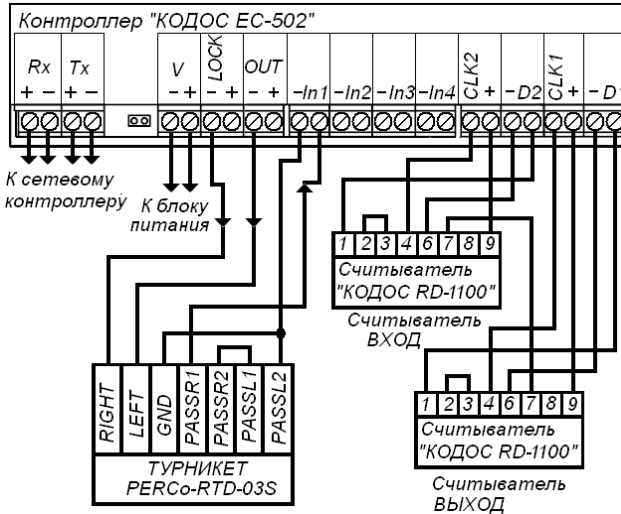 Контроллер "КОДОС ЕС-502"
Rx Tx V LOCK OUT CLK2 CLK1
+ − + − − + − + − + −In1 −In2 −In3 −In4 + −D2 + − D1
К сетевому
контроллеру
К блоку
питания
1 2 3 4 6 7 8 9
Считыватель
"КОДОС RD-1100"
Считыватель
ВХОД
RIGHT
LEFT
GND
PASSR1
PASSR2
PASSL1
PASSL2
ТУРНИКЕТ
PERCo-RTD-03S
1 2 3 4 6 7 8 9
Считыватель
"КОДОС RD-1100"
Считыватель
ВЫХОД